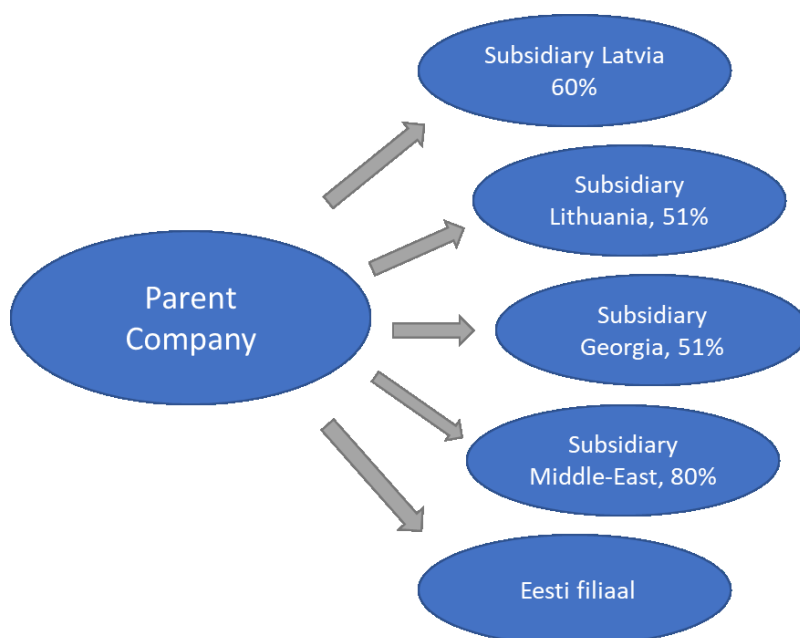 Subsidiary Latvia
60%
Subsidiary
Lithuania, 51%
Parent
Company
Subsidiary
Georgia, 51%
Subsidiary
Middle-East, 80%
Eesti filiaal